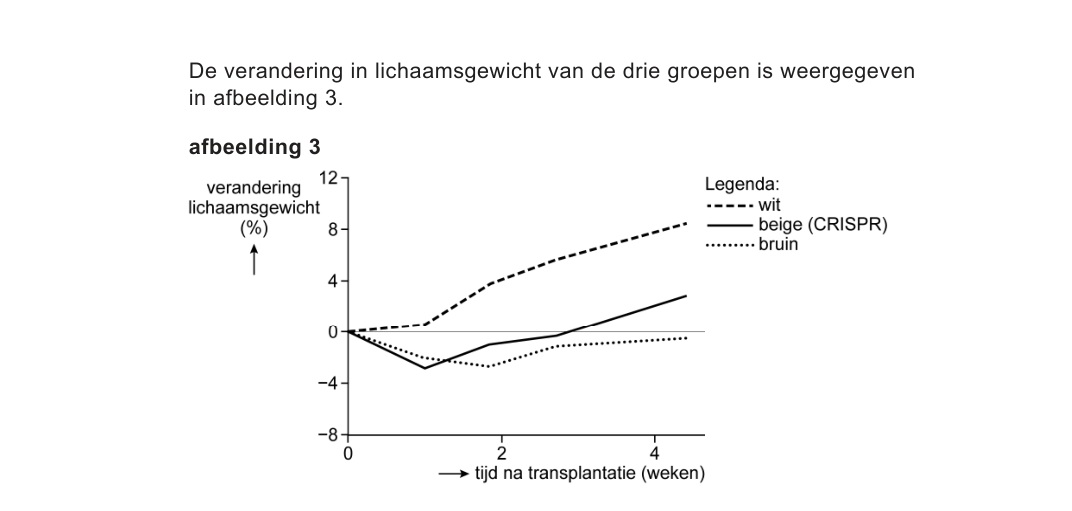 De verandering in lichaamsgewicht van de drie groepen is weergegeven
in afbeelding 3.
afbeelding 3
verandering
lichaamsgewicht
(%)
12
8
4
0
−4
−8
0
2
4
tijd na transplantatie (weken)
Legenda:
wit
beige (CRISPR)
bruin